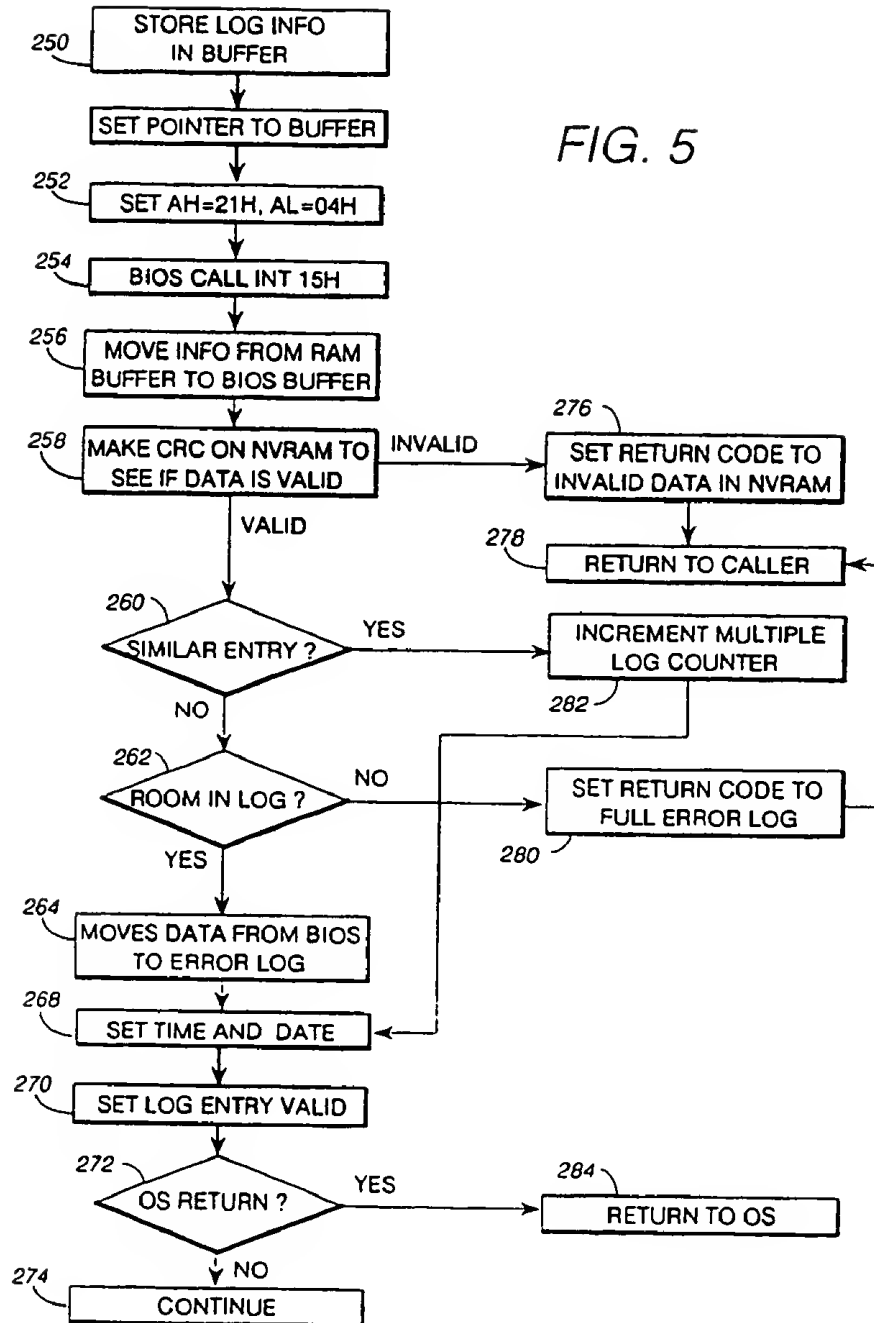 250
STORE LOG INFO
IN BUFFER
SET POINTER TO BUFFER
FIG. 5
252
SET AH=21H, AL=04H
254
BIOS CALL INT 15H
256
MOVE INFO FROM RAM
BUFFER TO BIOS BUFFER
258
MAKE CRC ON NVRAM TO
SEE IF DATA IS VALID
INVALID
276
SET RETURN CODE TO
INVALID DATA IN NVRAM
VALID
278
RETURN TO CALLER
260
SIMILAR ENTRY ?
YES
INCREMENT MULTIPLE
LOG COUNTER
282
NO
262
ROOM IN LOG ?
NO
SET RETURN CODE TO
FULL ERROR LOG
280
YES
264
MOVES DATA FROM BIOS
TO ERROR LOG
268
SET TIME AND DATE
270
SET LOG ENTRY VALID
272
OS RETURN ?
YES
284
RETURN TO OS
NO
274
CONTINUE